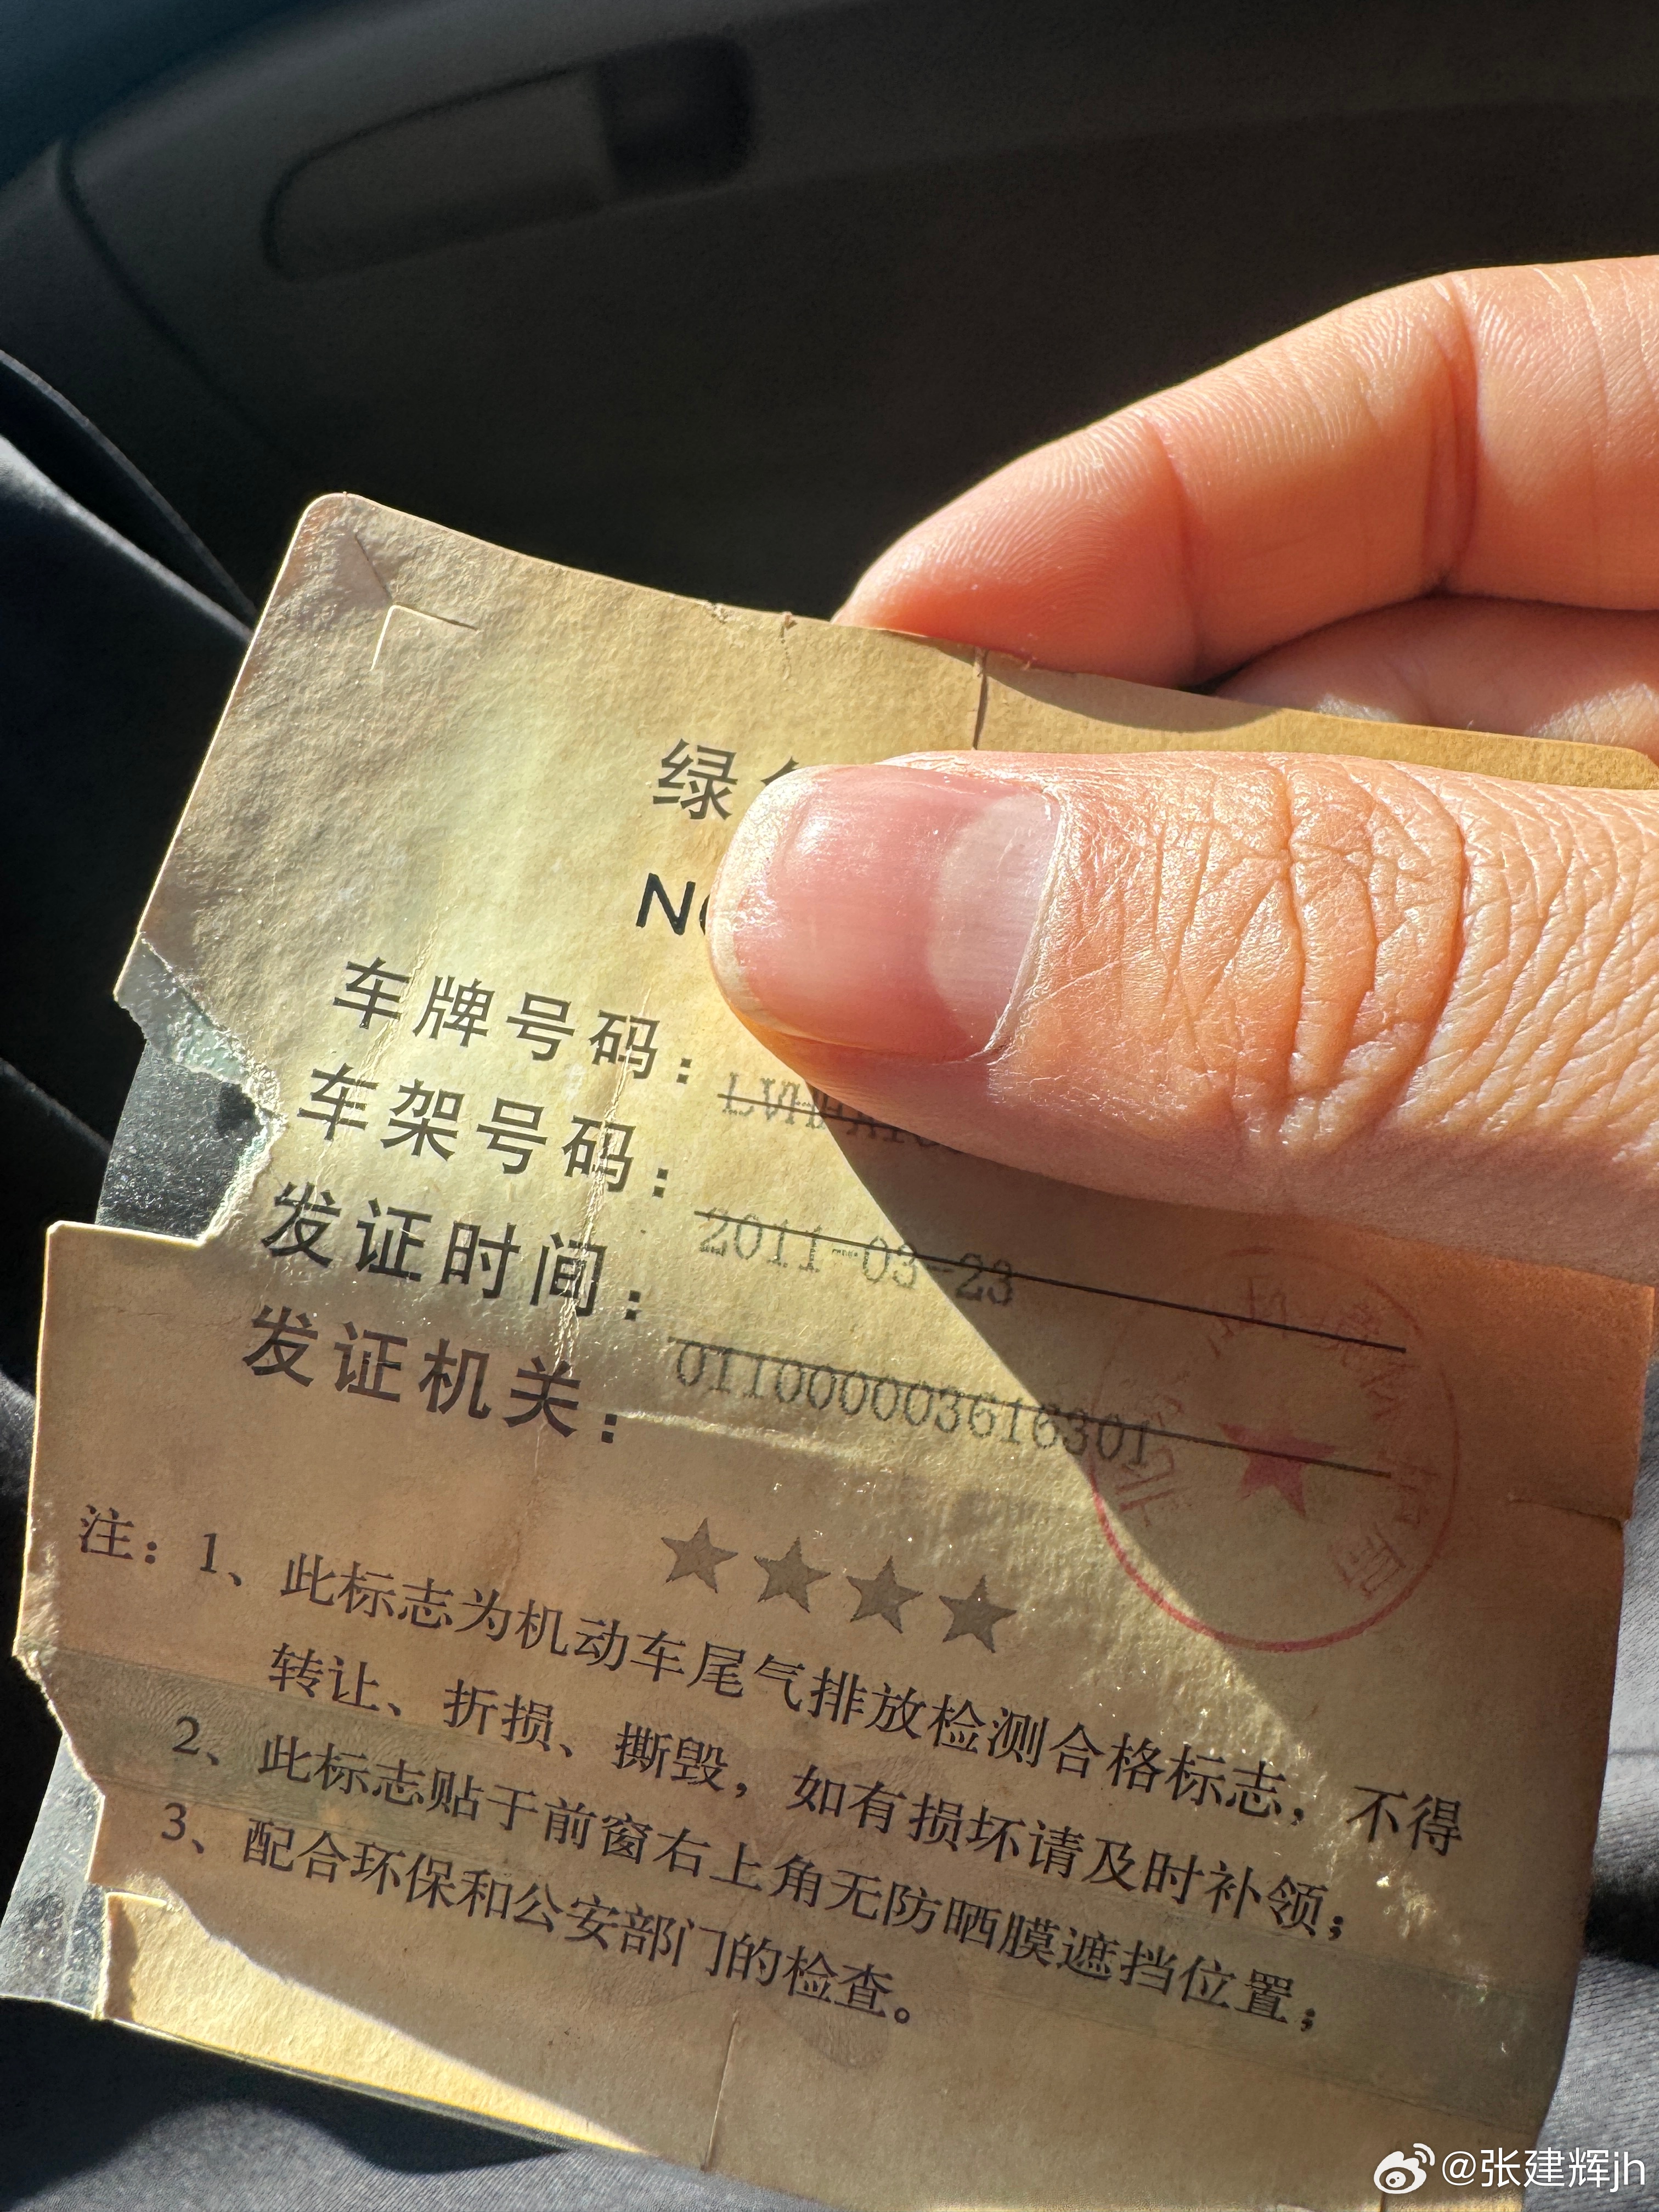 绿
N
车牌号码：
车架号码： LV
发证时间： 2011-03-23
发证机关： 011000003616301
★★★★
注：1、此标志为机动车尾气排放检测合格标志，不得
转让、折损、撕毁，如有损坏请及时补领；
2、此标志贴于前窗右上角无防晒膜遮挡位置；
3、配合环保和公安部门的检查。
@张建辉jh